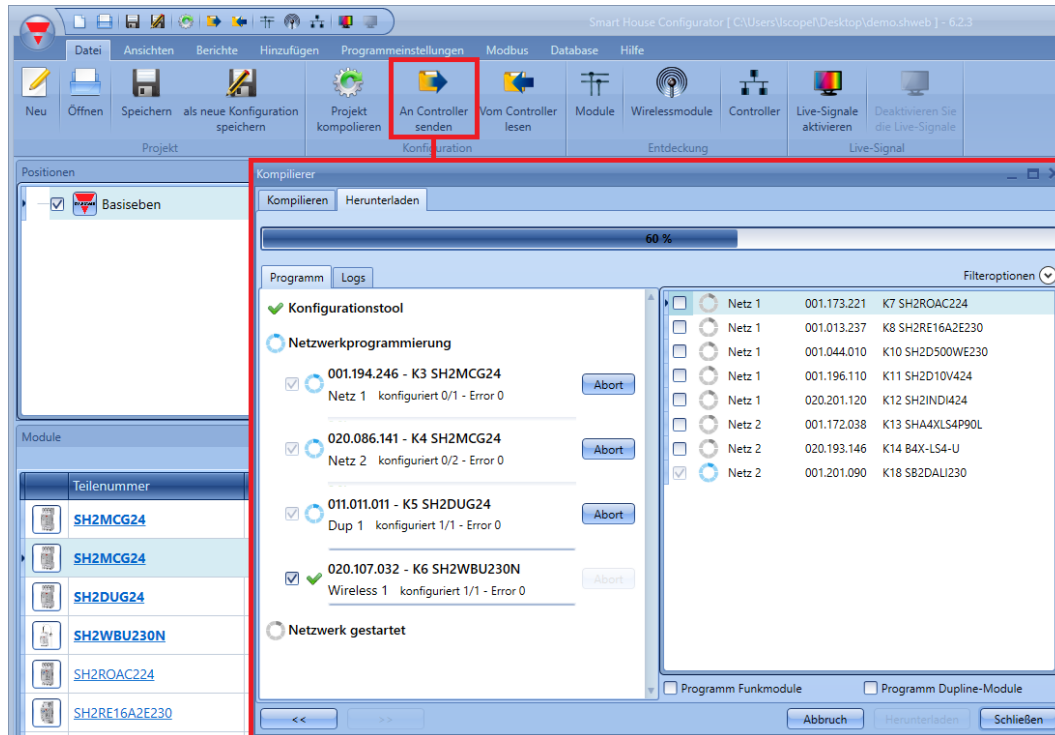 Smart House Configurator [ C:\Users\lscopel\Desktop\demo.shweb ] - 6.2.3
Datei Ansichten Berichte Hinzufügen Programmeinstellungen Modbus Database Hilfe
Neu
Öffnen
Speichern
als neue Konfiguration
speichern
Projekt
kompolieren
An Controller
senden
Vom Controller
lesen
Module
Wirelessmodule
Controller
Live-Signale
aktivieren
Deaktivieren Sie
die Live-Signale
Projekt
Konfiguration
Entdeckung
Live-Signal
Positionen
Basiseben
Module
Teilenummer
SH2MCG24
SH2MCG24
SH2DUG24
SH2WBU230N
SH2ROAC224
SH2RE16A2E230
Kompilierer
Kompilieren Herunterladen
60 %
Programm Logs
Filteroptionen
Konfigurationstool
Netzwerkprogrammierung
001.194.246 - K3 SH2MCG24
Netz 1 konfiguriert 0/1 - Error 0
Abort
020.086.141 - K4 SH2MCG24
Netz 2 konfiguriert 0/2 - Error 0
Abort
011.011.011 - K5 SH2DUG24
Dup 1 konfiguriert 1/1 - Error 0
Abort
020.107.032 - K6 SH2WBU230N
Wireless 1 konfiguriert 1/1 - Error 0
Abort
Netzwerk gestartet
Netz 1 001.173.221 K7 SH2ROAC224
Netz 1 001.013.237 K8 SH2RE16A2E230
Netz 1 001.044.010 K10 SH2D500WE230
Netz 1 001.196.110 K11 SH2D10V424
Netz 1 020.201.120 K12 SH2INDI424
Netz 2 001.172.038 K13 SHA4XLS4P90L
Netz 2 020.193.146 K14 B4X-LS4-U
Netz 2 001.201.090 K18 SB2DALI230
Programm Funkmodule Programm Dupline-Module
<< >> Abbruch Herunterladen Schließen